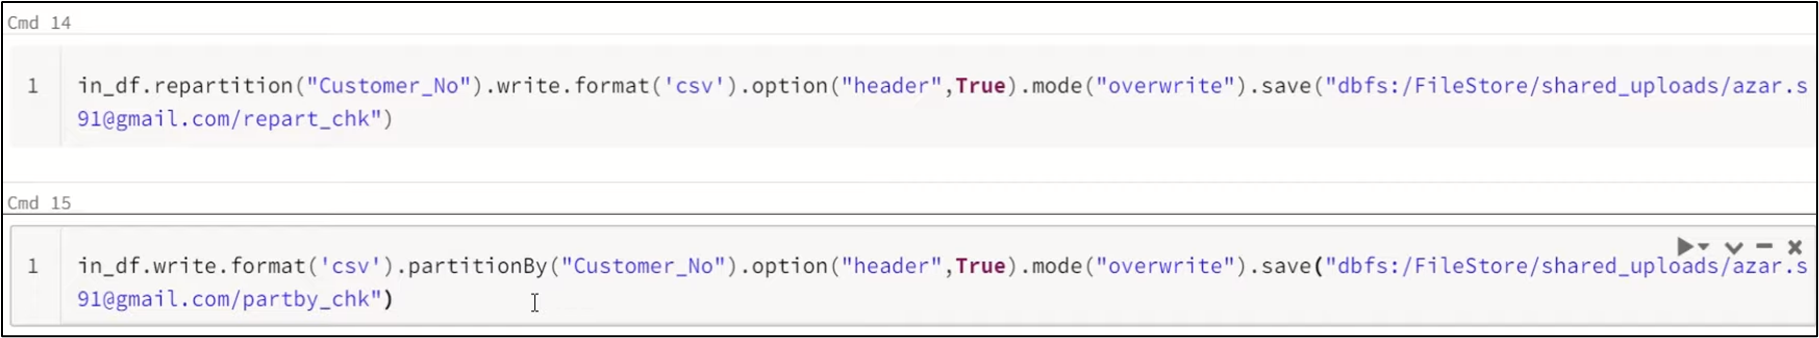 Cmd 14
1 in_df.repartition("Customer_No").write.format('csv').option("header",True).mode("overwrite").save("dbfs:/FileStore/shared_uploads/azar.s
91@gmail.com/repart_chk")
Cmd 15
1 in_df.write.format('csv').partitionBy("Customer_No").option("header",True).mode("overwrite").save("dbfs:/FileStore/shared_uploads/azar.s
91@gmail.com/partby_chk")